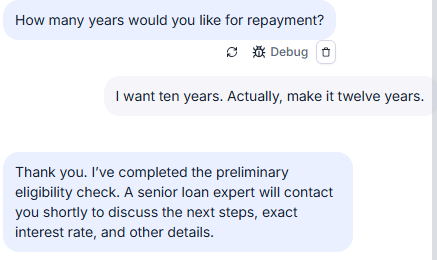 How many years would you like for repayment?
Debug
I want ten years. Actually, make it twelve years.
Thank you. I’ve completed the preliminary
eligibility check. A senior loan expert will contact
you shortly to discuss the next steps, exact
interest rate, and other details.